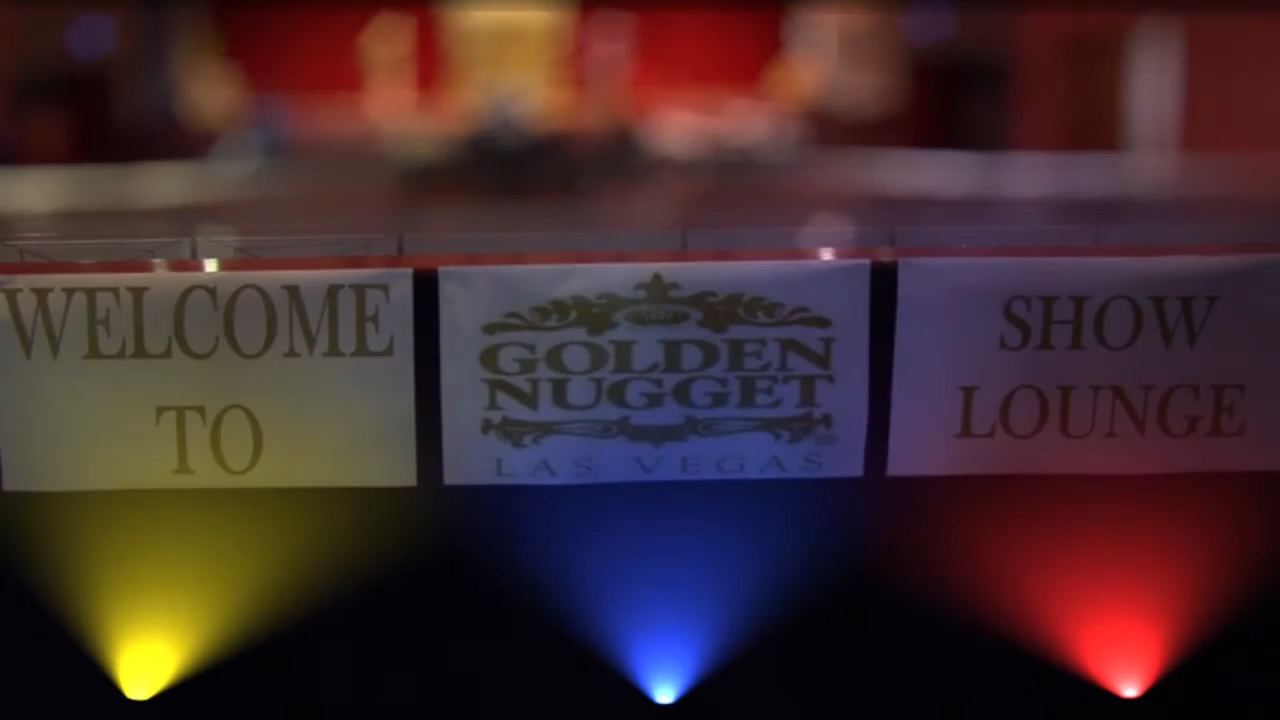 WELCOME
TO
GOLDEN
NUGGET
LAS VEGAS
SHOW
LOUNGE